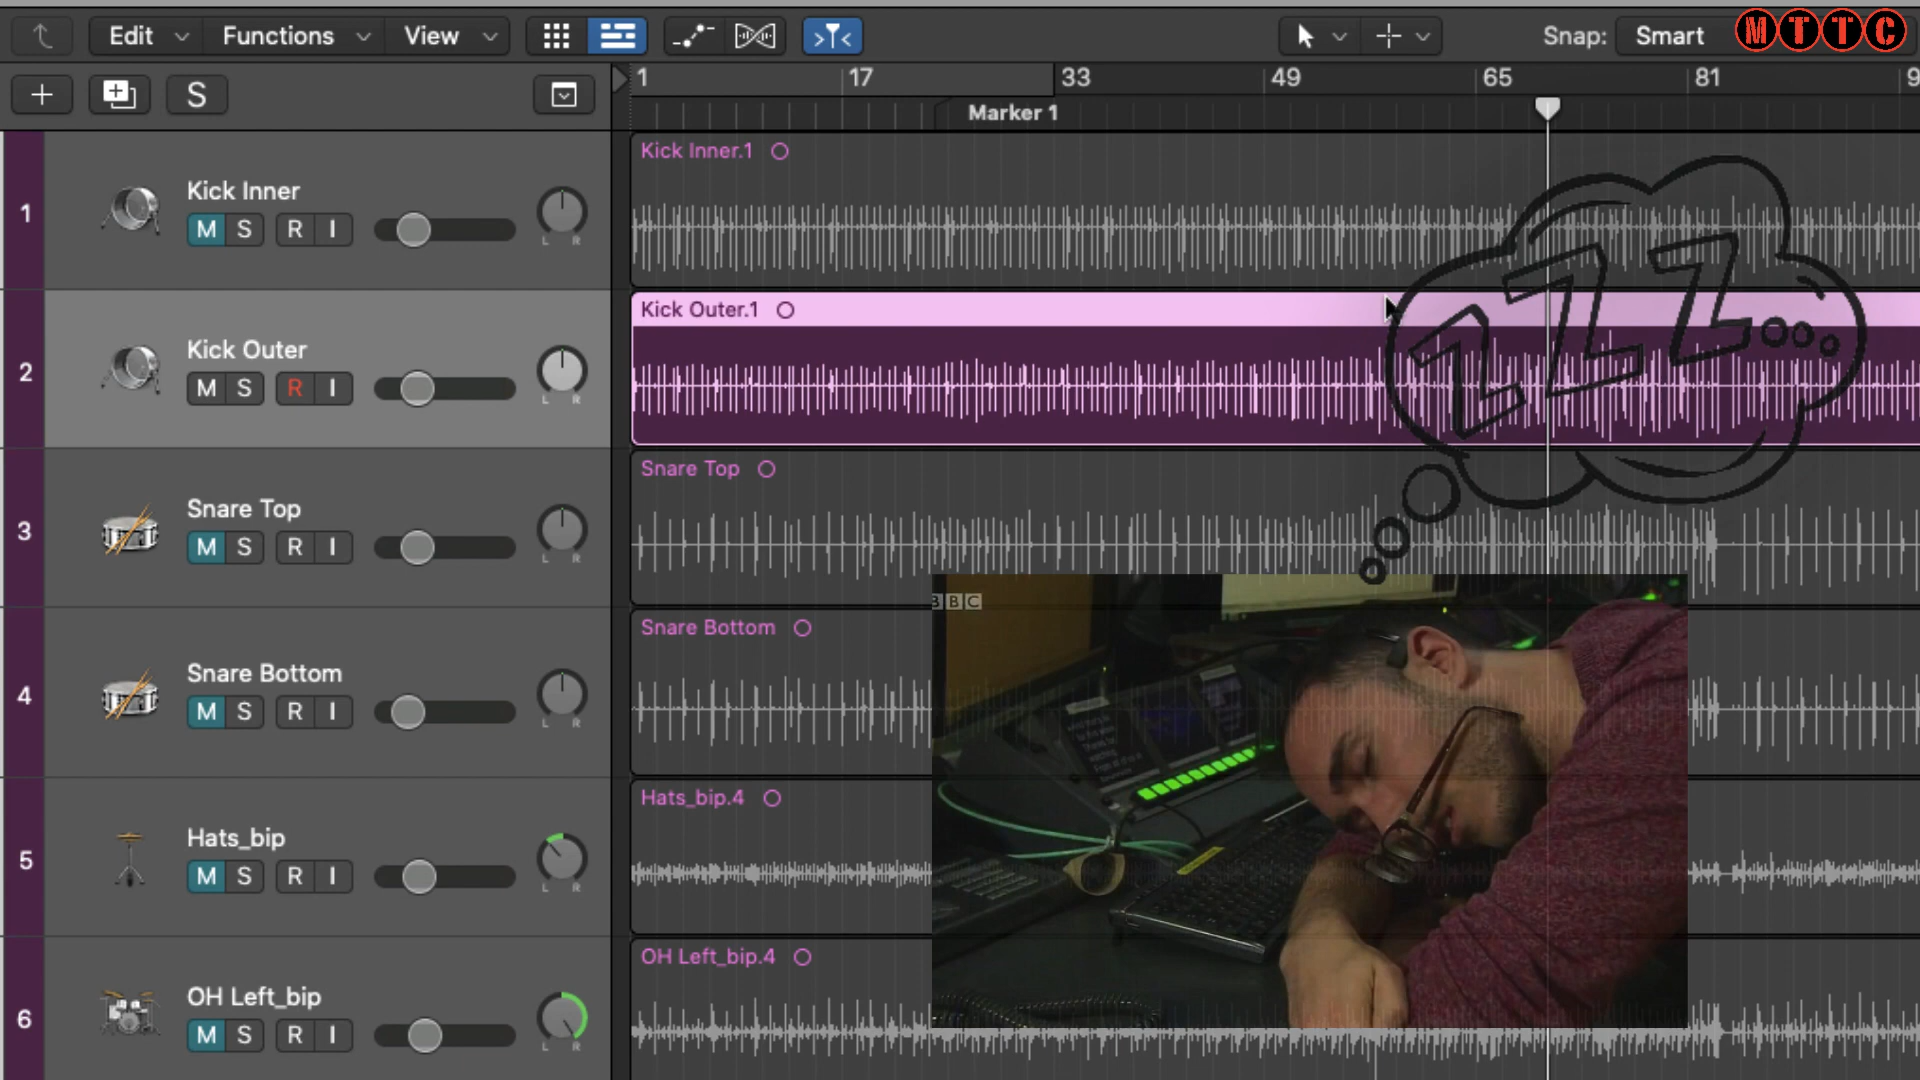 Edit Functions View Snap: Smart MTTC
S
1 17 33 49 65 81 9
Marker 1
1 Kick Inner M S R I L R
Kick Inner.1
2 Kick Outer M S R I L R
Kick Outer.1
ZZZ...
3 Snare Top M S R I L R
Snare Top
4 Snare Bottom M S R I L R
Snare Bottom
BBC
5 Hats_bip M S R I L R
Hats_bip.4
6 OH Left_bip M S R I L R
OH Left_bip.4